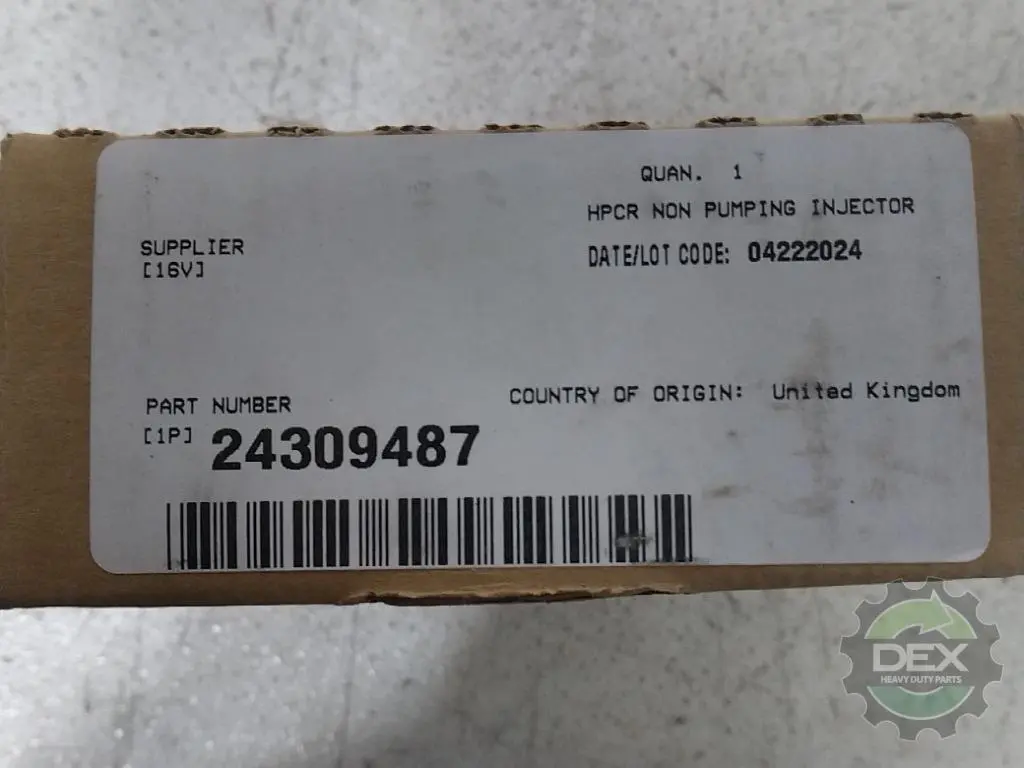 QUAN. 1
HPCR NON PUMPING INJECTOR
DATE/LOT CODE: 04222024
SUPPLIER
[16V]
COUNTRY OF ORIGIN: United Kingdom
PART NUMBER
[1P] 24309487
DEX
HEAVY DUTY PARTS